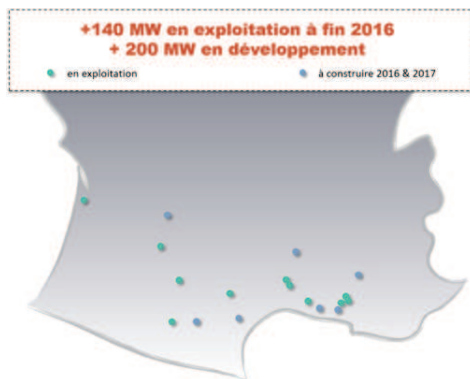 +140 MW en exploitation à fin 2016
+ 200 MW en développement
en exploitation
à construire 2016 & 2017